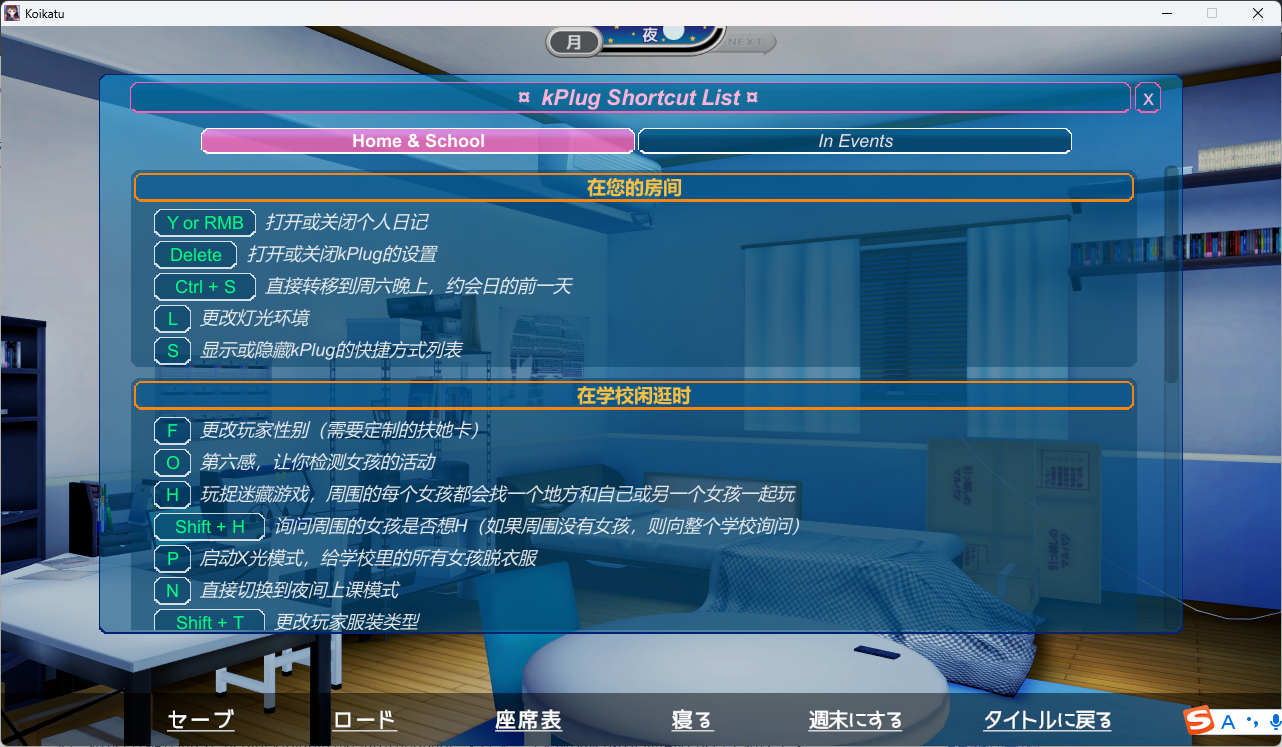 Koikatu
月
夜
NEXT
¤ kPlug Shortcut List ¤
x
Home & School
In Events
在您的房间
Y or RMB 打开或关闭个人日记
Delete 打开或关闭kPlug的设置
Ctrl + S 直接转移到周六晚上，约会日的前一天
L 更改灯光环境
S 显示或隐藏kPlug的快捷方式列表
在学校闲逛时
F 更改玩家性别（需要定制的扶她卡）
O 第六感，让你检测女孩的活动
H 玩捉迷藏游戏，周围的每个女孩都会找一个地方和自己或另一个女孩一起玩
Shift + H 询问周围的女孩是否想H（如果周围没有女孩，则向整个学校询问）
P 启动X光模式，给学校里的所有女孩脱衣服
N 直接切换到夜间上课模式
Shift + T 更改玩家服装类型
セーブ
ロード
座席表
寝る
週末にする
タイトルに戻る
S A